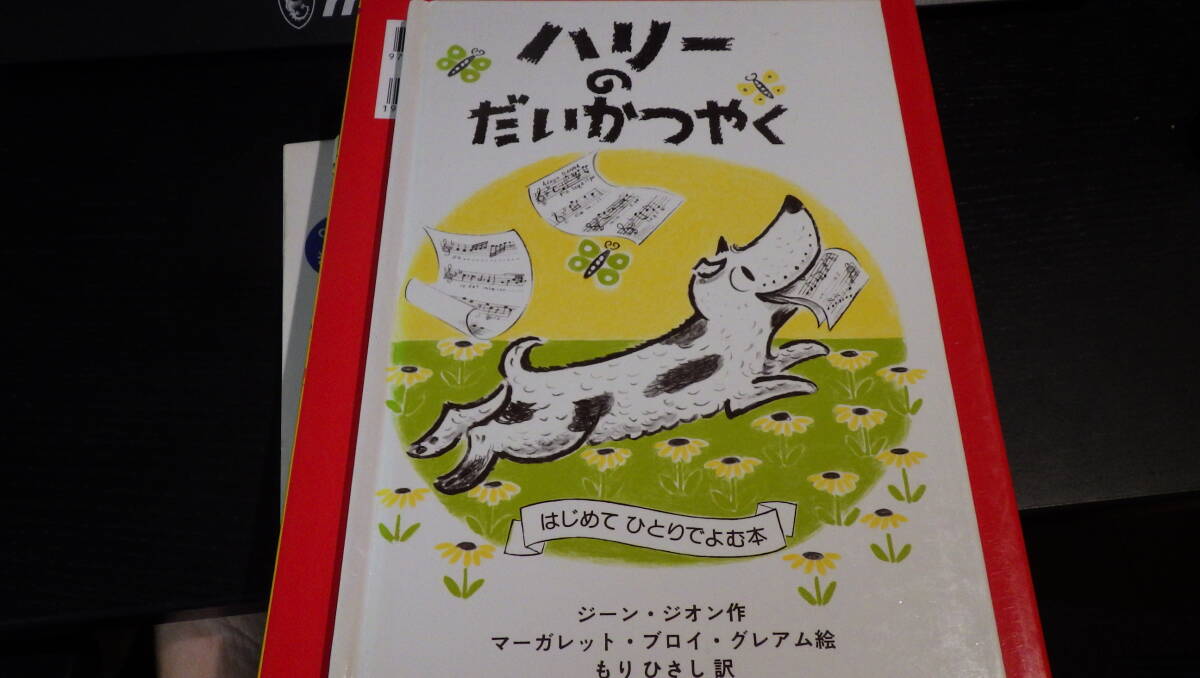 ハリー
の
だいかつやく
はじめて ひとりでよむ本
ジーン・ジオン作
マーガレット・ブロイ・グレアム絵
もり ひさし 訳
97
19